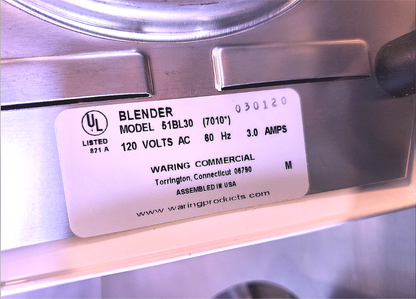 BLENDER 030120
UL MODEL 51BL30 (7010*)
LISTED
821 A 120 VOLTS AC 60 Hz 3.0 AMPS
WARING COMMERCIAL
Torrington, Connecticut 06790 M
ASSEMBLED IN USA
www.waringproducts.com